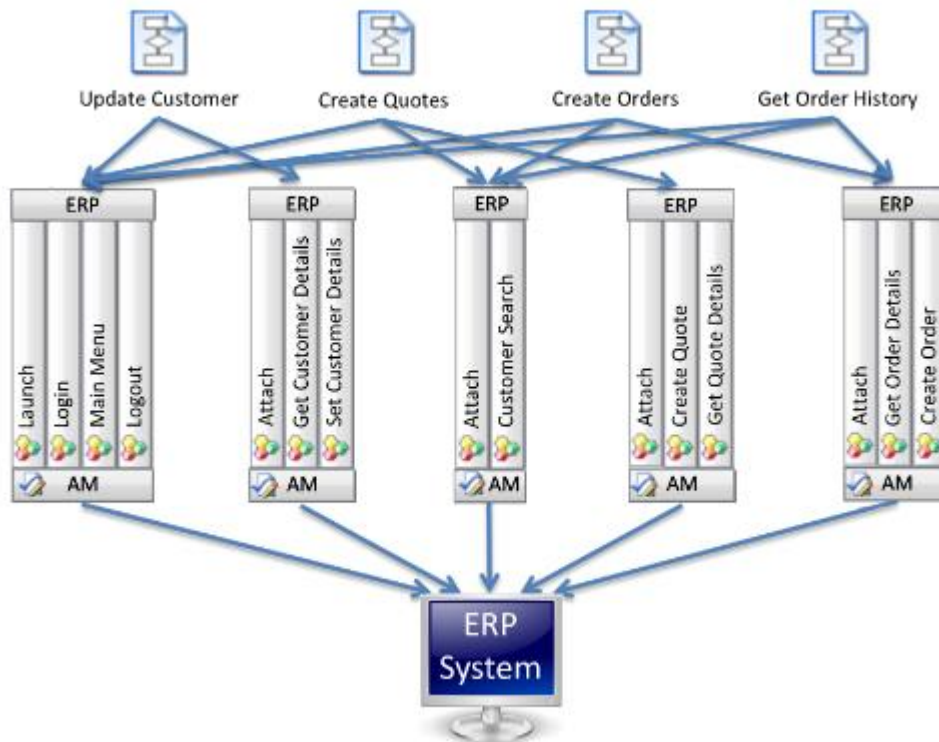 Update Customer
Create Quotes
Create Orders
Get Order History
ERP
Launch
Login
Main Menu
Logout
AM
ERP
Attach
Get Customer Details
Set Customer Details
AM
ERP
Attach
Customer Search
AM
ERP
Attach
Create Quote
Get Quote Details
AM
ERP
Attach
Get Order Details
Create Order
AM
ERP
System